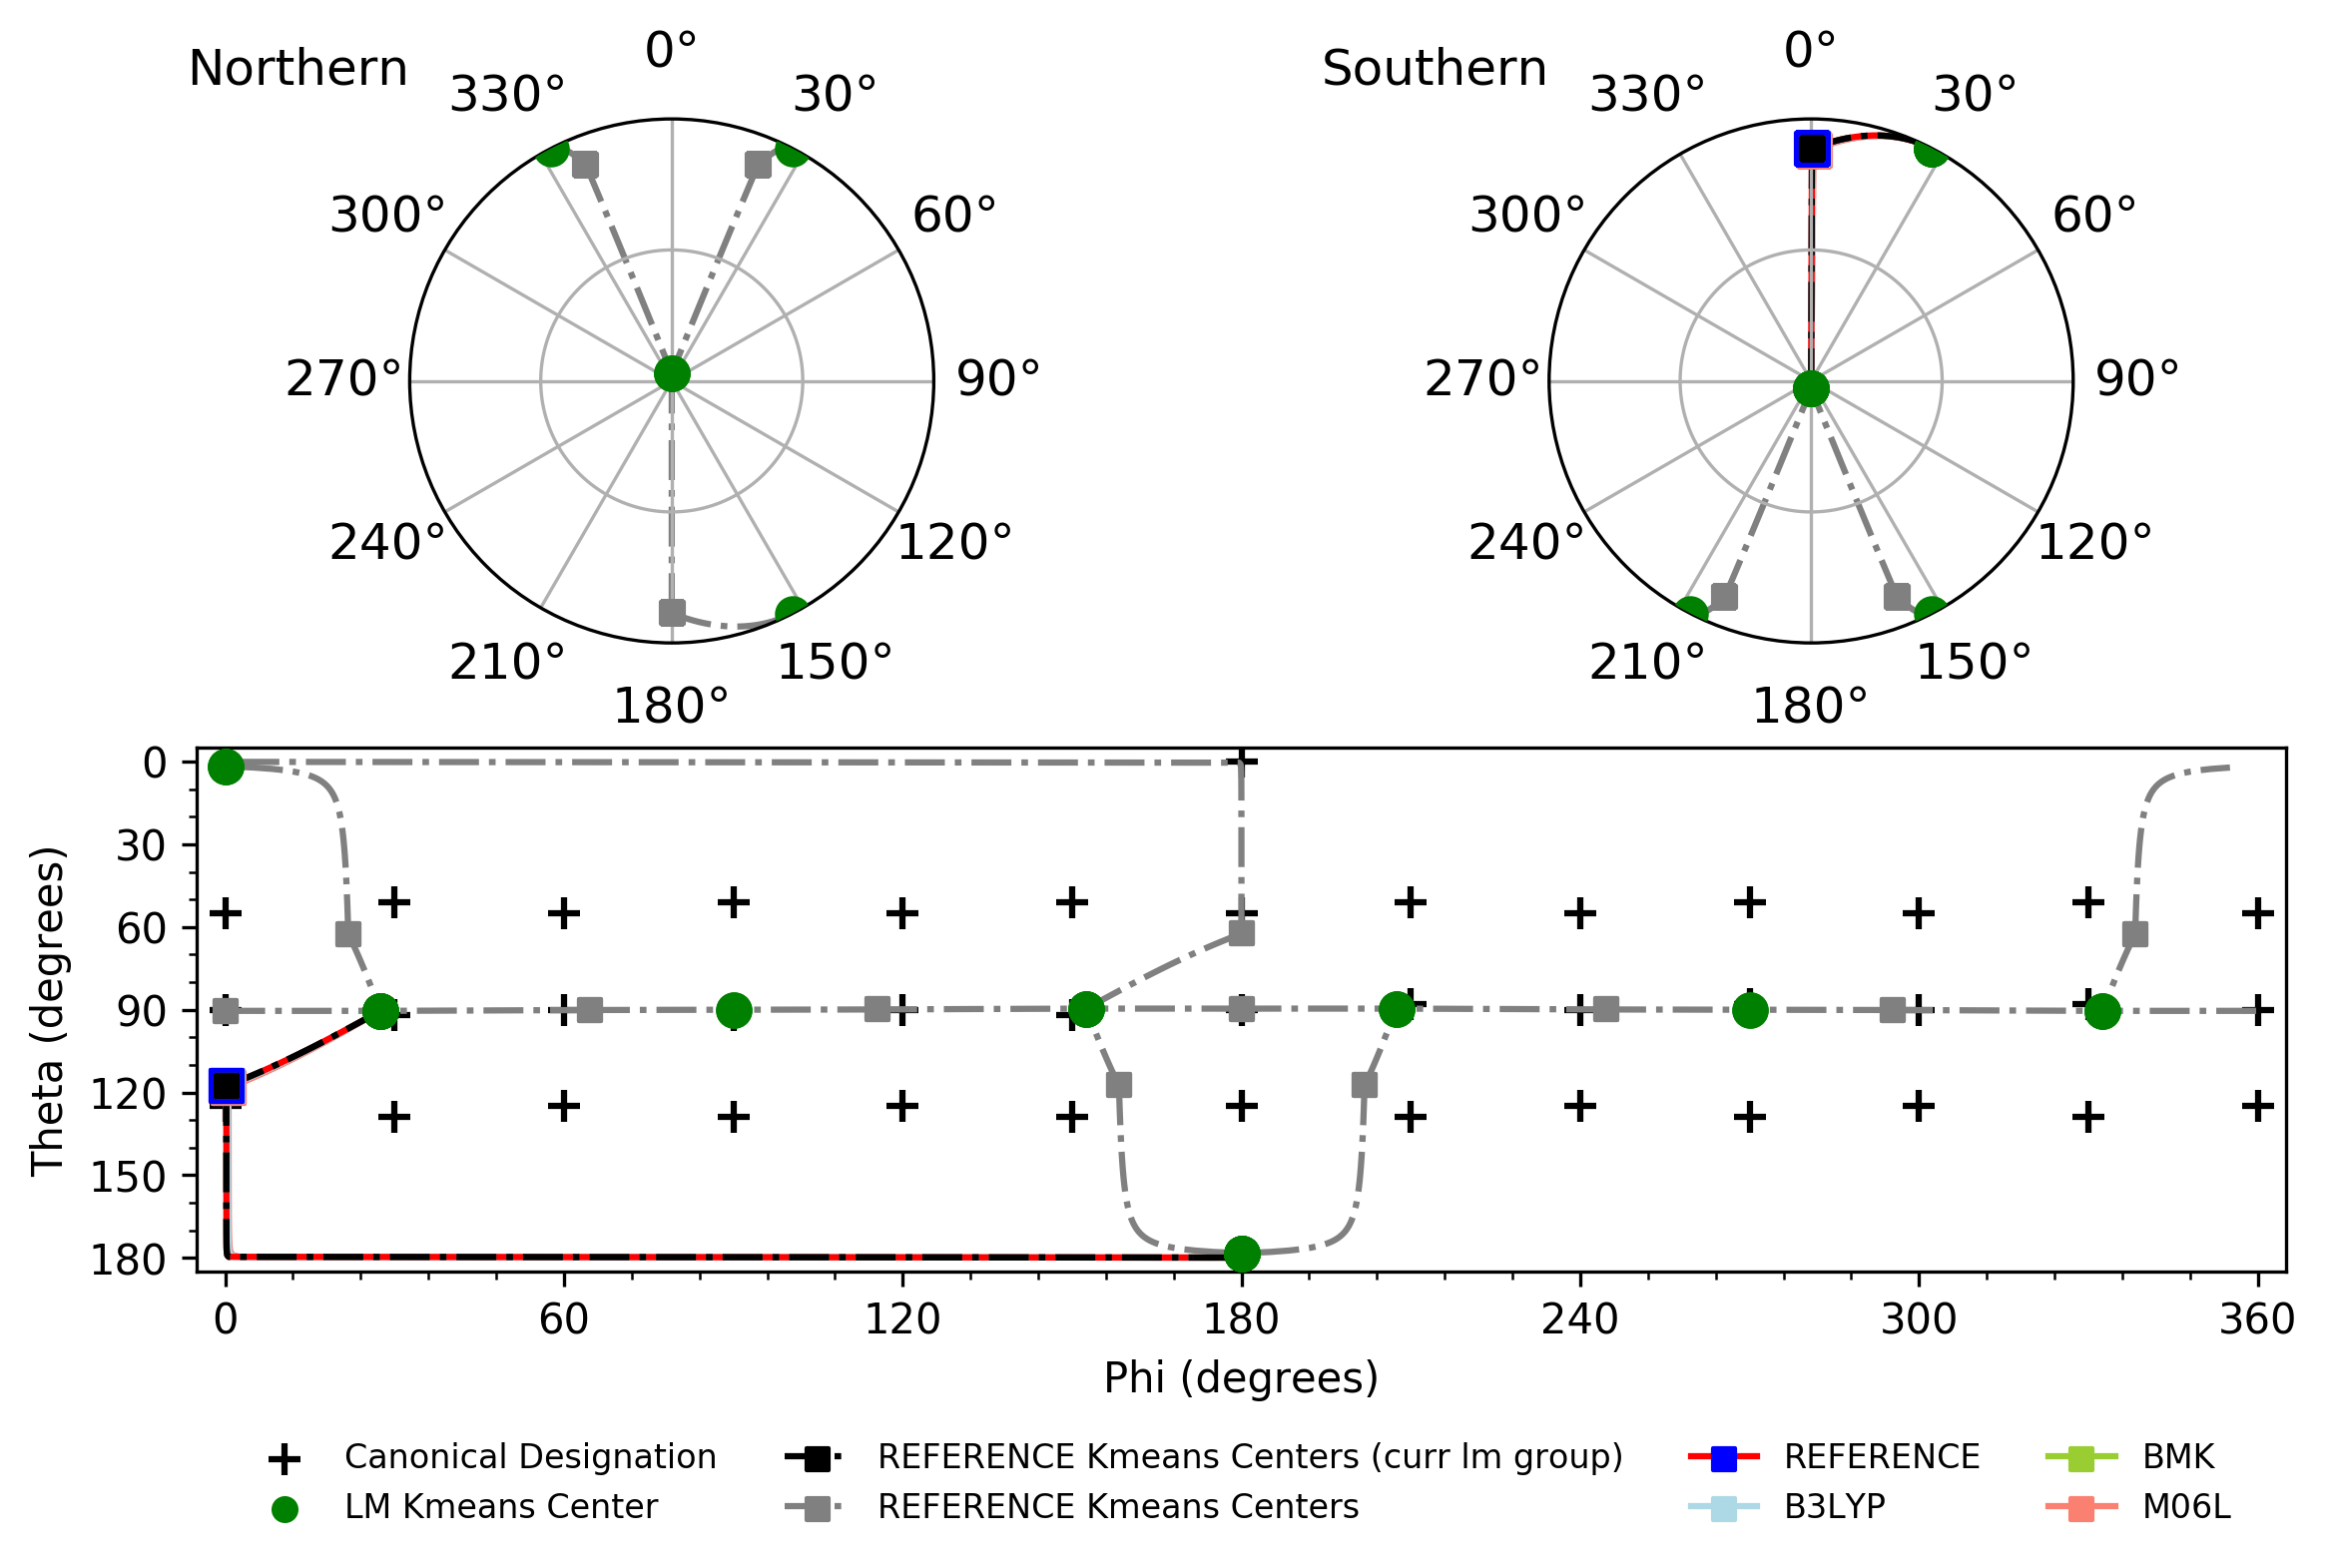 Northern
0°
330°
30°
300°
60°
270°
90°
240°
120°
210°
150°
180°
Southern
0°
330°
30°
300°
60°
270°
90°
240°
120°
210°
150°
180°
Theta (degrees)
0
30
60
90
120
150
180
0 60 120 180 240 300 360
Phi (degrees)
Canonical Designation
LM Kmeans Center
REFERENCE Kmeans Centers (curr lm group)
REFERENCE Kmeans Centers
REFERENCE
B3LYP
BMK
M06L